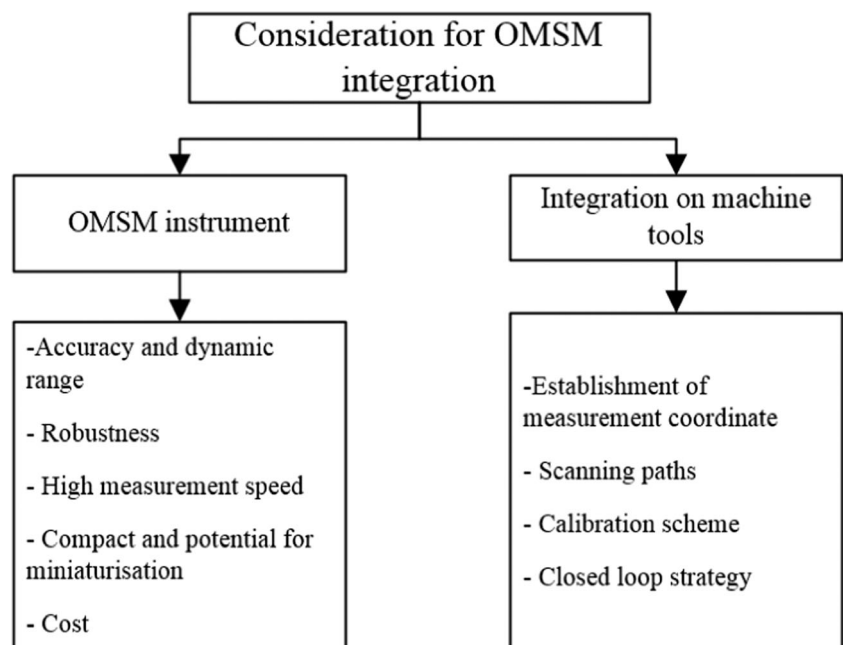 Consideration for OMSM
integration
OMSM instrument
Integration on machine
tools
-Accuracy and dynamic
range
- Robustness
- High measurement speed
- Compact and potential for
miniaturisation
- Cost
-Establishment of
measurement coordinate
- Scanning paths
- Calibration scheme
- Closed loop strategy